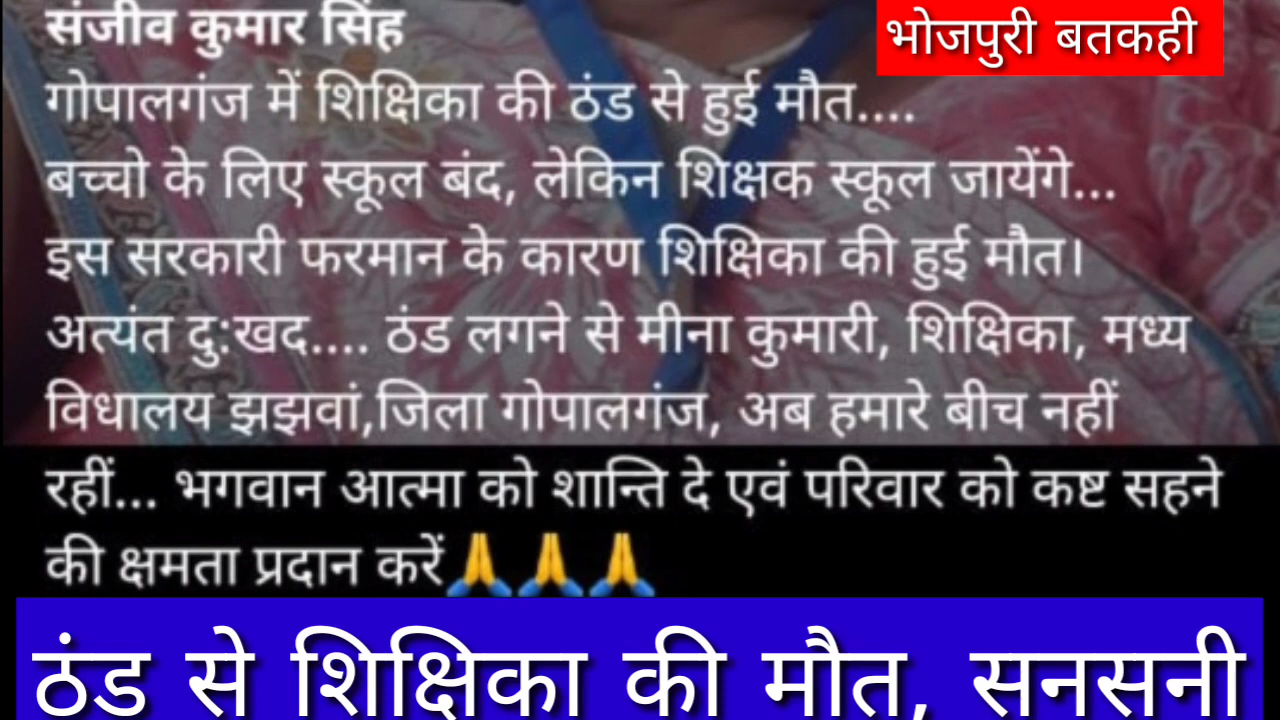 संजीव कुमार सिंह
भोजपुरी बतकही
गोपालगंज में शिक्षिका की ठंड से हुई मौत....
बच्चो के लिए स्कूल बंद, लेकिन शिक्षक स्कूल जायेंगे...
इस सरकारी फरमान के कारण शिक्षिका की हुई मौत।
अत्यंत दु:खद.... ठंड लगने से मीना कुमारी, शिक्षिका, मध्य
विधालय झझवां,जिला गोपालगंज, अब हमारे बीच नहीं
रहीं... भगवान आत्मा को शान्ति दे एवं परिवार को कष्ट सहने
की क्षमता प्रदान करें🙏🙏🙏
ठंड से शिक्षिका की मौत, सनसनी